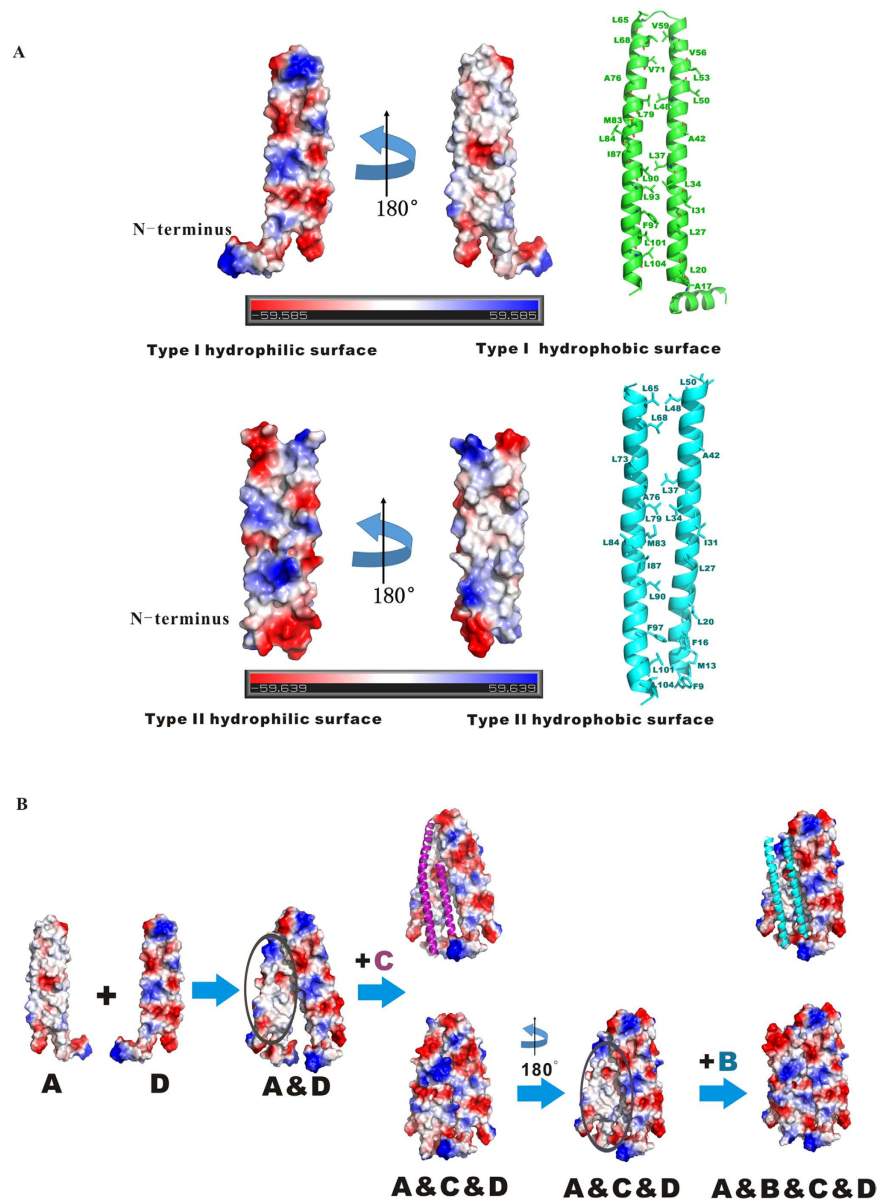 A
L65
V59
L68
V56
V71
L53
A76
L50
L48
L79
M83
L84
A42
I87
L37
L90
L34
L93
I31
F97
L27
L101
L104
L20
A17
180°
N-terminus
-59.585 59.585
Type I hydrophilic surface
Type I hydrophobic surface
L65
L50
L48
L68
L73
A42
L37
A76
L79
L34
L84
M83
I31
I87
L27
L90
L20
F97
F16
L101
M13
L104
F9
180°
N-terminus
-59.639 59.639
Type II hydrophilic surface
Type II hydrophobic surface
B
+C
+
180°
+B
A
D
A&D
A&C&D
A&C&D
A&B&C&D